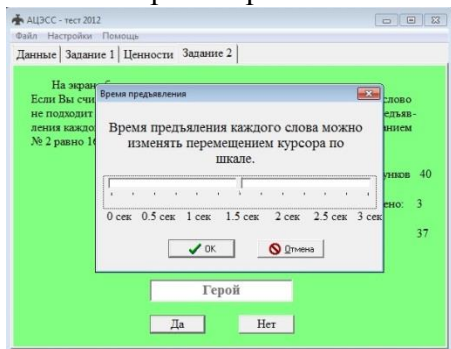 АЦЭСС - тест 2012
Файл Настройки Помощь
Данные Задание 1 Ценности Задание 2
На экран
Если Вы счи слово
не подходит едъяв-
ления каждо нием
№ 2 равно 1
Время предъявления
Время предъяления каждого слова можно
изменять перемещением курсора по
шкале.
0 сек 0.5 сек 1 сек 1.5 сек 2 сек 2.5 сек 3 сек
OK Отмена
унков 40
ено: 3
37
Герой
Да Нет